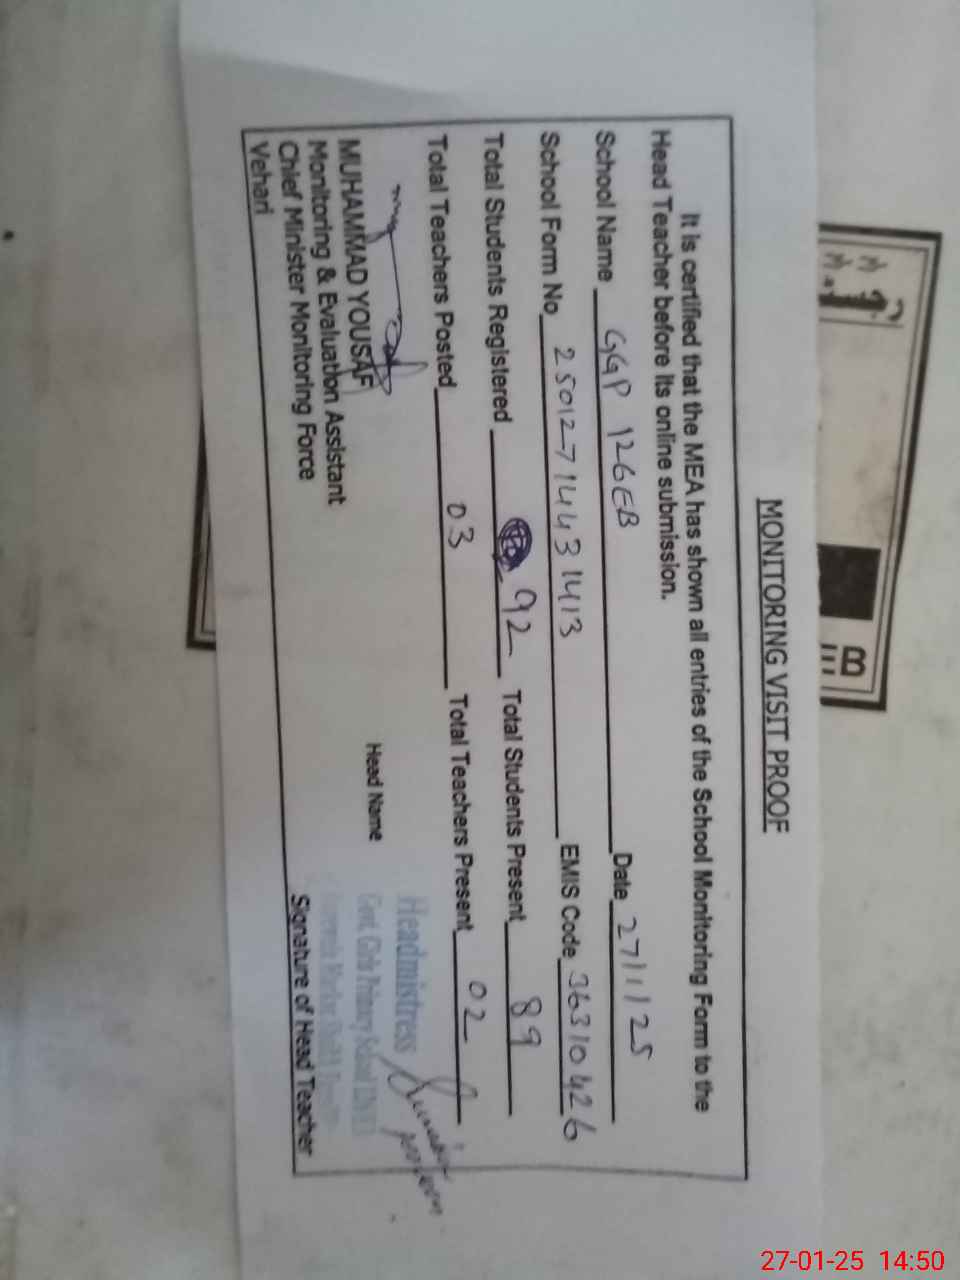 MONITORING VISIT PROOF
It is certified that the MEA has shown all entries of the School Monitoring Form to the
Head Teacher before its online submission.
School Name GGP 126EB Date 27/1/25
School Form No 2501271443 1413 EMIS Code 36310426
Total Students Registered 92 Total Students Present 89
Total Teachers Posted 03 Total Teachers Present 02
MUHAMMAD YOUSAF
Monitoring & Evaluation Assistant
Chief Minister Monitoring Force
Vehari
Head Name
Headmistress
Govt. Girls Primary School
Signature of Head Teacher
EB
27-01-25 14:50